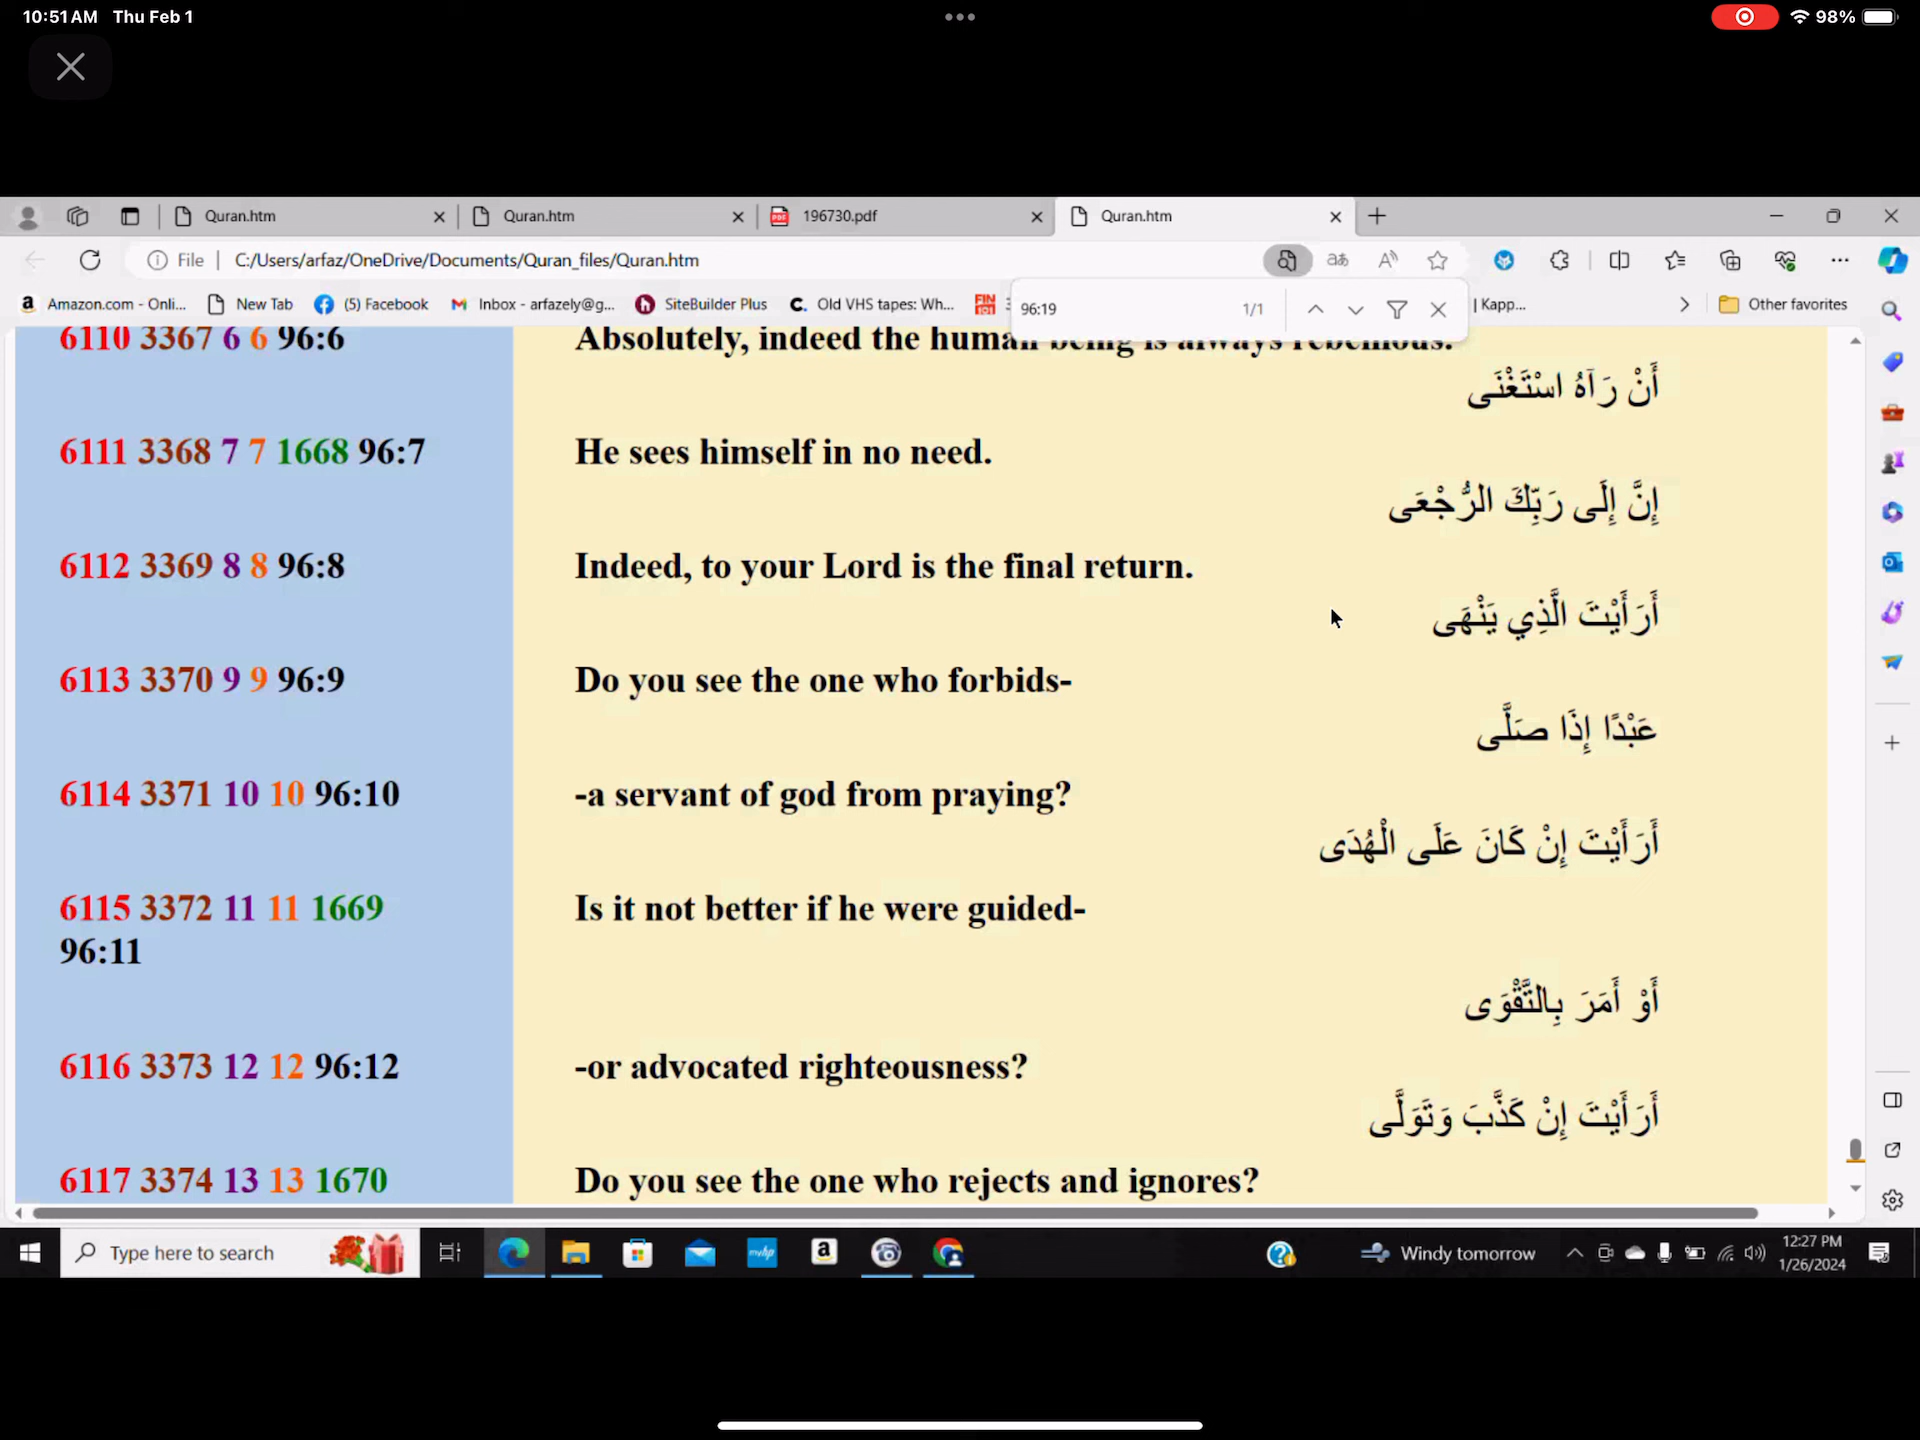 10:51 AM Thu Feb 1
98%
Quran.htm
Quran.htm
196730.pdf
Quran.htm
File
C:/Users/arfaz/OneDrive/Documents/Quran_files/Quran.htm
Amazon.com - Onli...
New Tab
(5) Facebook
Inbox - arfazely@g...
SiteBuilder Plus
Old VHS tapes: Wh...
96:19
1/1
| Kapp...
Other favorites
6110 3367 6 6 96:6
Absolutely, indeed the human being is always rebellious.
أَنْ رَآهُ اسْتَغْنَى
6111 3368 7 7 1668 96:7
He sees himself in no need.
إِنَّ إِلَى رَبِّكَ الرُّجْعَى
6112 3369 8 8 96:8
Indeed, to your Lord is the final return.
أَرَأَيْتَ الَّذِي يَنْهَى
6113 3370 9 9 96:9
Do you see the one who forbids-
عَبْدًا إِذَا صَلَّى
6114 3371 10 10 96:10
-a servant of god from praying?
أَرَأَيْتَ إِنْ كَانَ عَلَى الْهُدَى
6115 3372 11 11 1669
96:11
Is it not better if he were guided-
أَوْ أَمَرَ بِالتَّقْوَى
6116 3373 12 12 96:12
-or advocated righteousness?
أَرَأَيْتَ إِنْ كَذَّبَ وَتَوَلَّى
6117 3374 13 13 1670
Do you see the one who rejects and ignores?
Type here to search
Windy tomorrow
12:27 PM
1/26/2024